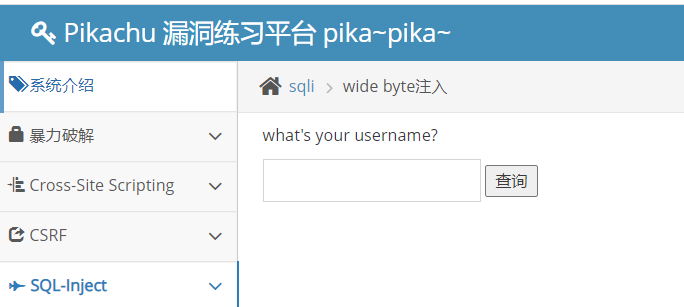 Pikachu 漏洞练习平台 pika~pika~
系统介绍
暴力破解
Cross-Site Scripting
CSRF
SQL-Inject
sqli > wide byte注入
what's your username?
查询